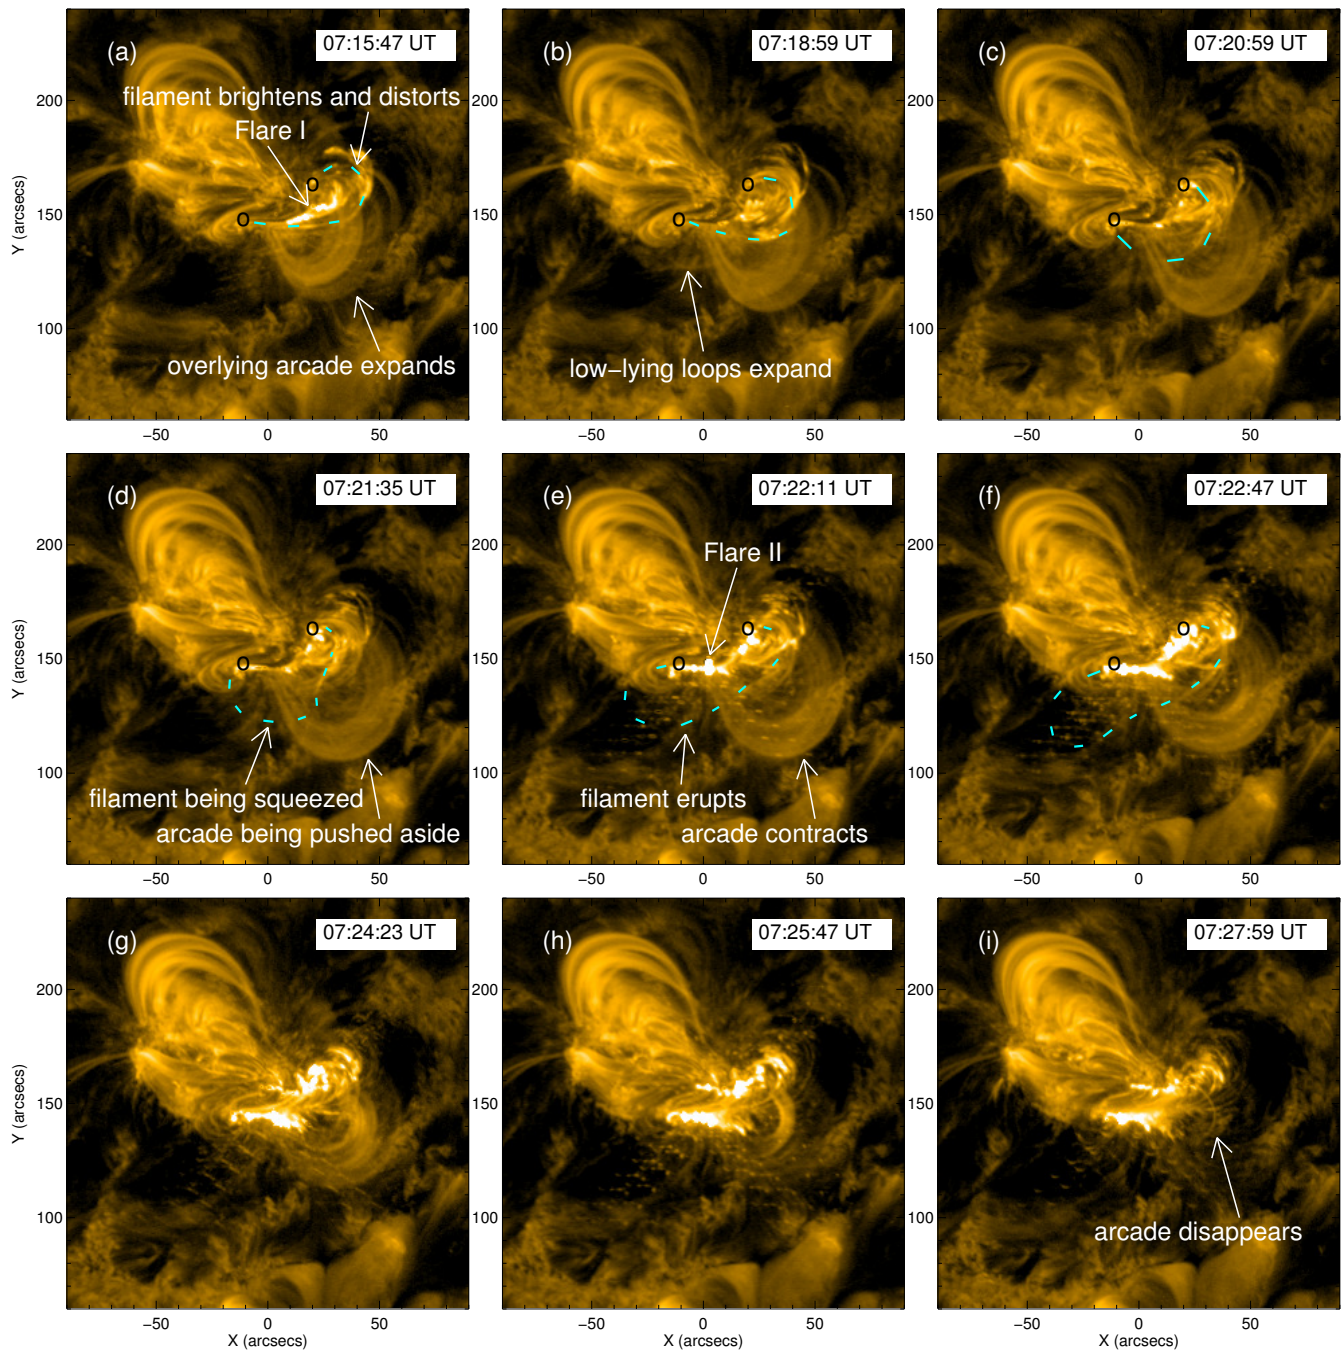 (a)
07:15:47 UT
filament brightens and distorts
Flare I
O
O
overlying arcade expands
200
150
100
Y (arcsecs)
−50
0
50
(b)
07:18:59 UT
O
O
low−lying loops expand
200
150
100
−50
0
50
(c)
07:20:59 UT
O
O
200
150
100
−50
0
50
(d)
07:21:35 UT
O
O
filament being squeezed
arcade being pushed aside
200
150
100
Y (arcsecs)
−50
0
50
(e)
07:22:11 UT
Flare II
O
O
filament erupts
arcade contracts
200
150
100
−50
0
50
(f)
07:22:47 UT
O
O
200
150
100
−50
0
50
(g)
07:24:23 UT
200
150
100
Y (arcsecs)
−50
0
50
X (arcsecs)
(h)
07:25:47 UT
200
150
100
−50
0
50
X (arcsecs)
(i)
07:27:59 UT
arcade disappears
200
150
100
−50
0
50
X (arcsecs)